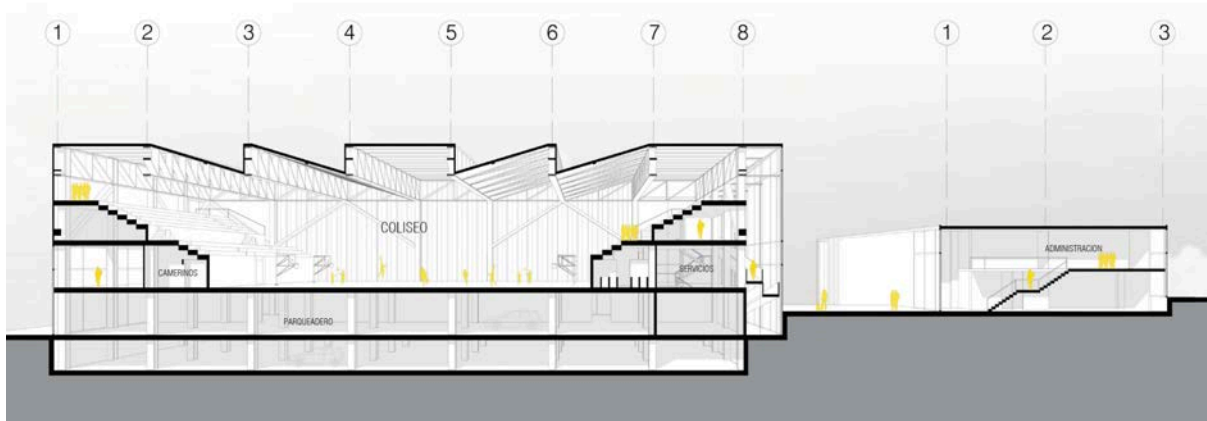 1 2 3 4 5 6 7 8 1 2 3
COLISEO
ADMINISTRACION
CAMERINOS
SERVICIOS
PARQUEADERO